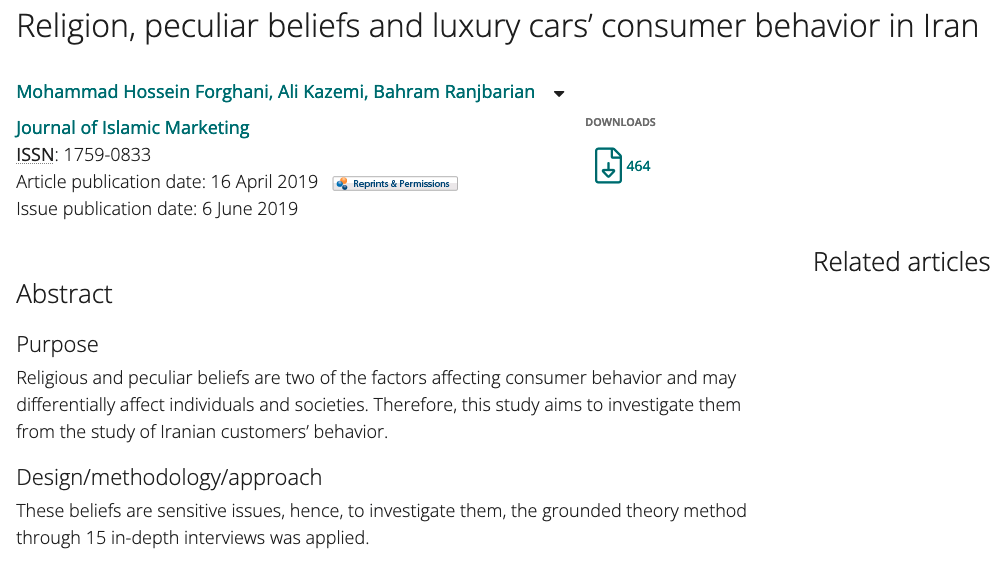 Religion, peculiar beliefs and luxury cars’ consumer behavior in Iran
Mohammad Hossein Forghani, Ali Kazemi, Bahram Ranjbarian
Journal of Islamic Marketing
ISSN: 1759-0833
Article publication date: 16 April 2019 Reprints & Permissions
Issue publication date: 6 June 2019
DOWNLOADS
464
Related articles
Abstract
Purpose
Religious and peculiar beliefs are two of the factors affecting consumer behavior and may
differentially affect individuals and societies. Therefore, this study aims to investigate them
from the study of Iranian customers’ behavior.
Design/methodology/approach
These beliefs are sensitive issues, hence, to investigate them, the grounded theory method
through 15 in-depth interviews was applied.